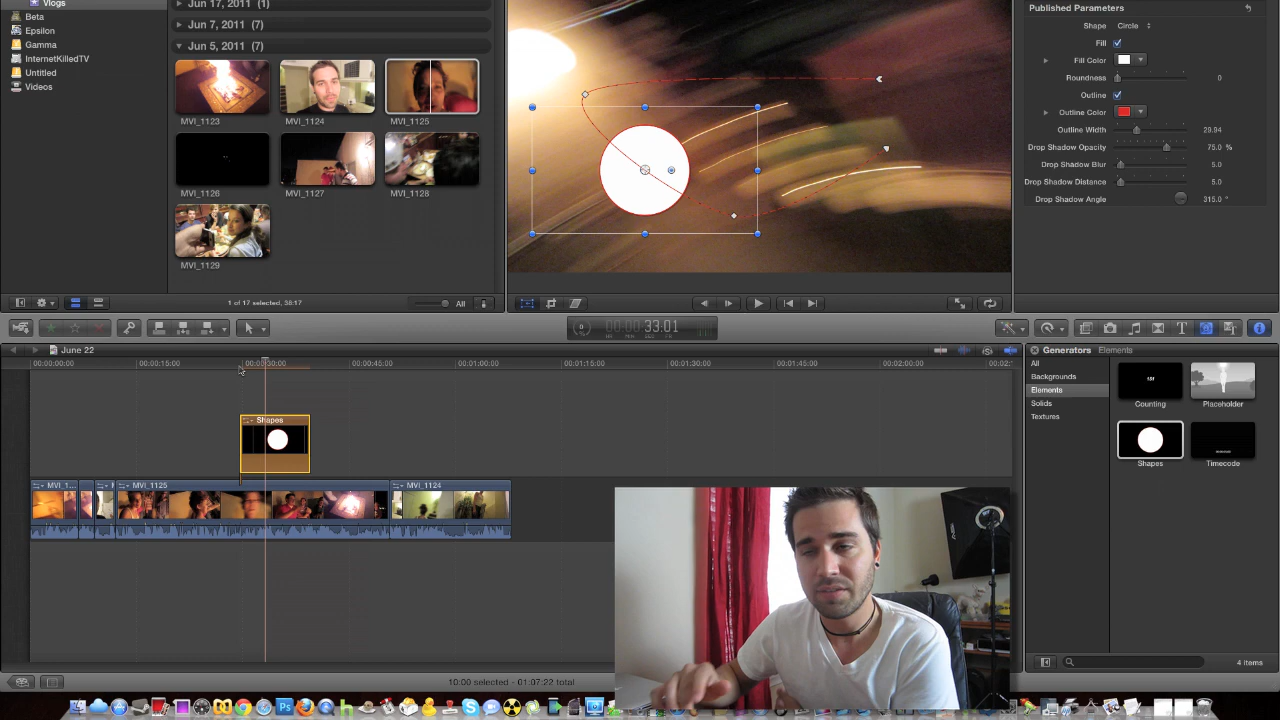 Vlogs
Beta
Epsilon
Gamma
InternetKilledTV
Untitled
Videos
Jun 17, 2011 (1)
Jun 7, 2011 (7)
Jun 5, 2011 (7)
MVI_1123
MVI_1124
MVI_1125
MVI_1126
MVI_1127
MVI_1128
MVI_1129
1 of 17 selected, 38:17
All
Published Parameters
Shape Circle
Fill
Fill Color
Roundness 0
Outline
Outline Color
Outline Width 29.94
Drop Shadow Opacity 75.0 %
Drop Shadow Blur 5.0
Drop Shadow Distance 5.0
Drop Shadow Angle 315.0 °
00:00:33:01
HR MIN SEC FR
June 22
00:00:00:00
00:00:15:00
00:00:30:00
00:00:45:00
00:01:00:00
00:01:15:00
00:01:30:00
00:01:45:00
00:02:00:00
00:02:
Shapes
MVI_1...
MVI_1125
MVI_1124
10:00 selected - 01:07:22 total
Generators Elements
All
Backgrounds
Elements
Solids
Textures
Counting
Placeholder
Shapes
Timecode
4 items